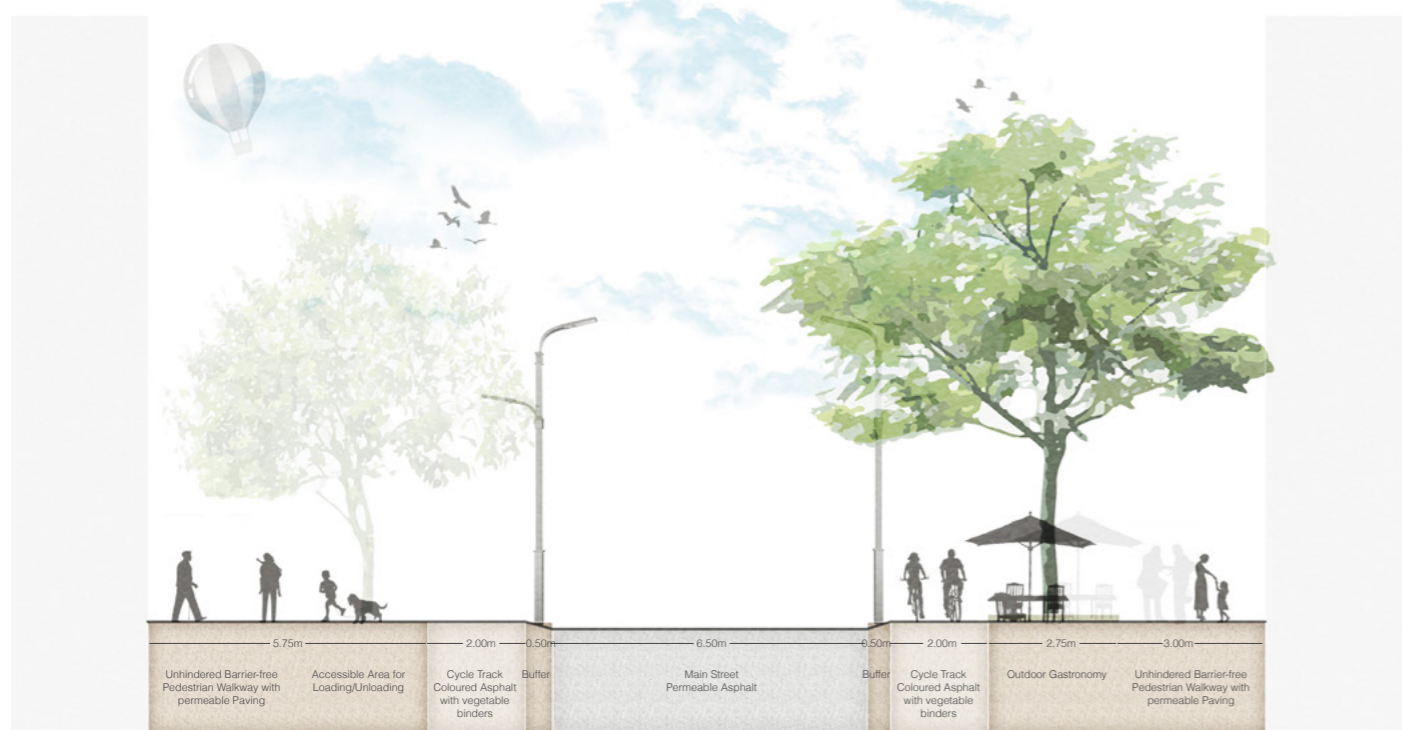 5.75m
2.00m
0.50m
6.50m
0.50m
2.00m
2.75m
3.00m
Unhindered Barrier-free
Pedestrian Walkway with
permeable Paving
Accessible Area for
Loading/Unloading
Cycle Track
Coloured Asphalt
with vegetable
binders
Buffer
Main Street
Permeable Asphalt
Buffer
Cycle Track
Coloured Asphalt
with vegetable
binders
Outdoor Gastronomy
Unhindered Barrier-free
Pedestrian Walkway with
permeable Paving